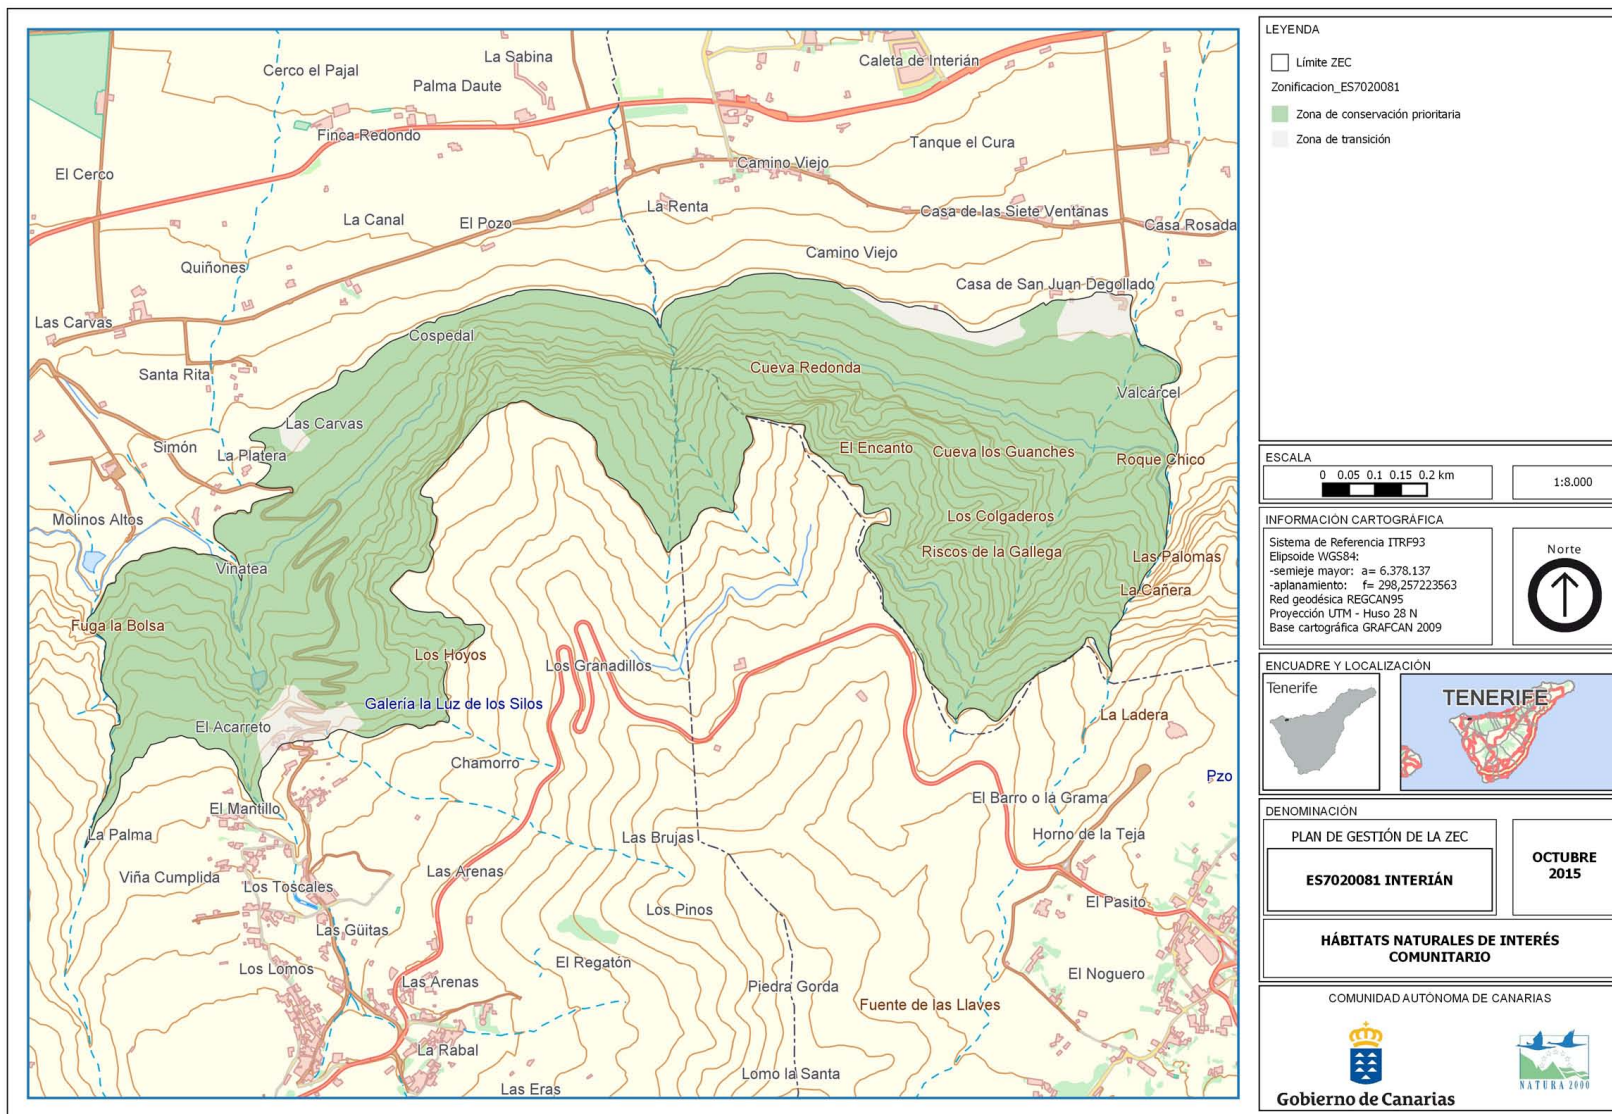 La Sabina
Caleta de Interián
Cerco el Pajal
Palma Daute
Finca Redondo
Tanque el Cura
Camino Viejo
El Cerco
La Renta
Casa de las Siete Ventanas
La Canal
El Pozo
Casa Rosada
Camino Viejo
Quiñones
Casa de San Juan Degollado
Las Carvas
Cospedal
Cueva Redonda
Santa Rita
Valcárcel
Las Carvas
Simón
La Platera
El Encanto
Cueva los Guanches
Roque Chico
Molinos Altos
Los Colgaderos
Riscos de la Gallega
Las Palomas
Vinatea
La Cañera
Fuga la Bolsa
Los Hoyos
Los Granadillos
Galería la Luz de los Silos
La Ladera
El Acarreto
Chamorro
Pzo
El Mantillo
El Barro o lá Grama
La Palma
Las Brujas
Horno de la Teja
Viña Cumplida
Los Toscales
Las Arenas
El Pasito
Los Pinos
Las Güitas
Los Lomos
El Regatón
El Noguero
Las Arenas
Piedra Gorda
Fuente de las Llaves
La Rabal
Lomo la Santa
Las Eras
LEYENDA
Límite ZEC
Zonificacion_ES7020081
Zona de conservación prioritaria
Zona de transición
ESCALA
0 0.05 0.1 0.15 0.2 km
1:8.000
INFORMACIÓN CARTOGRÁFICA
Sistema de Referencia ITRF93
Elipsoide WGS84:
-semieje mayor: a= 6.378.137
-aplanamiento: f= 298,257223563
Red geodésica REGCAN95
Proyección UTM - Huso 28 N
Base cartográfica GRAFCAN 2009
Norte
ENCUADRE Y LOCALIZACIÓN
Tenerife
TENERIFE
DENOMINACIÓN
PLAN DE GESTIÓN DE LA ZEC
ES7020081 INTERIÁN
OCTUBRE
2015
HÁBITATS NATURALES DE INTERÉS
COMUNITARIO
COMUNIDAD AUTÓNOMA DE CANARIAS
Gobierno de Canarias
NATURA 2000